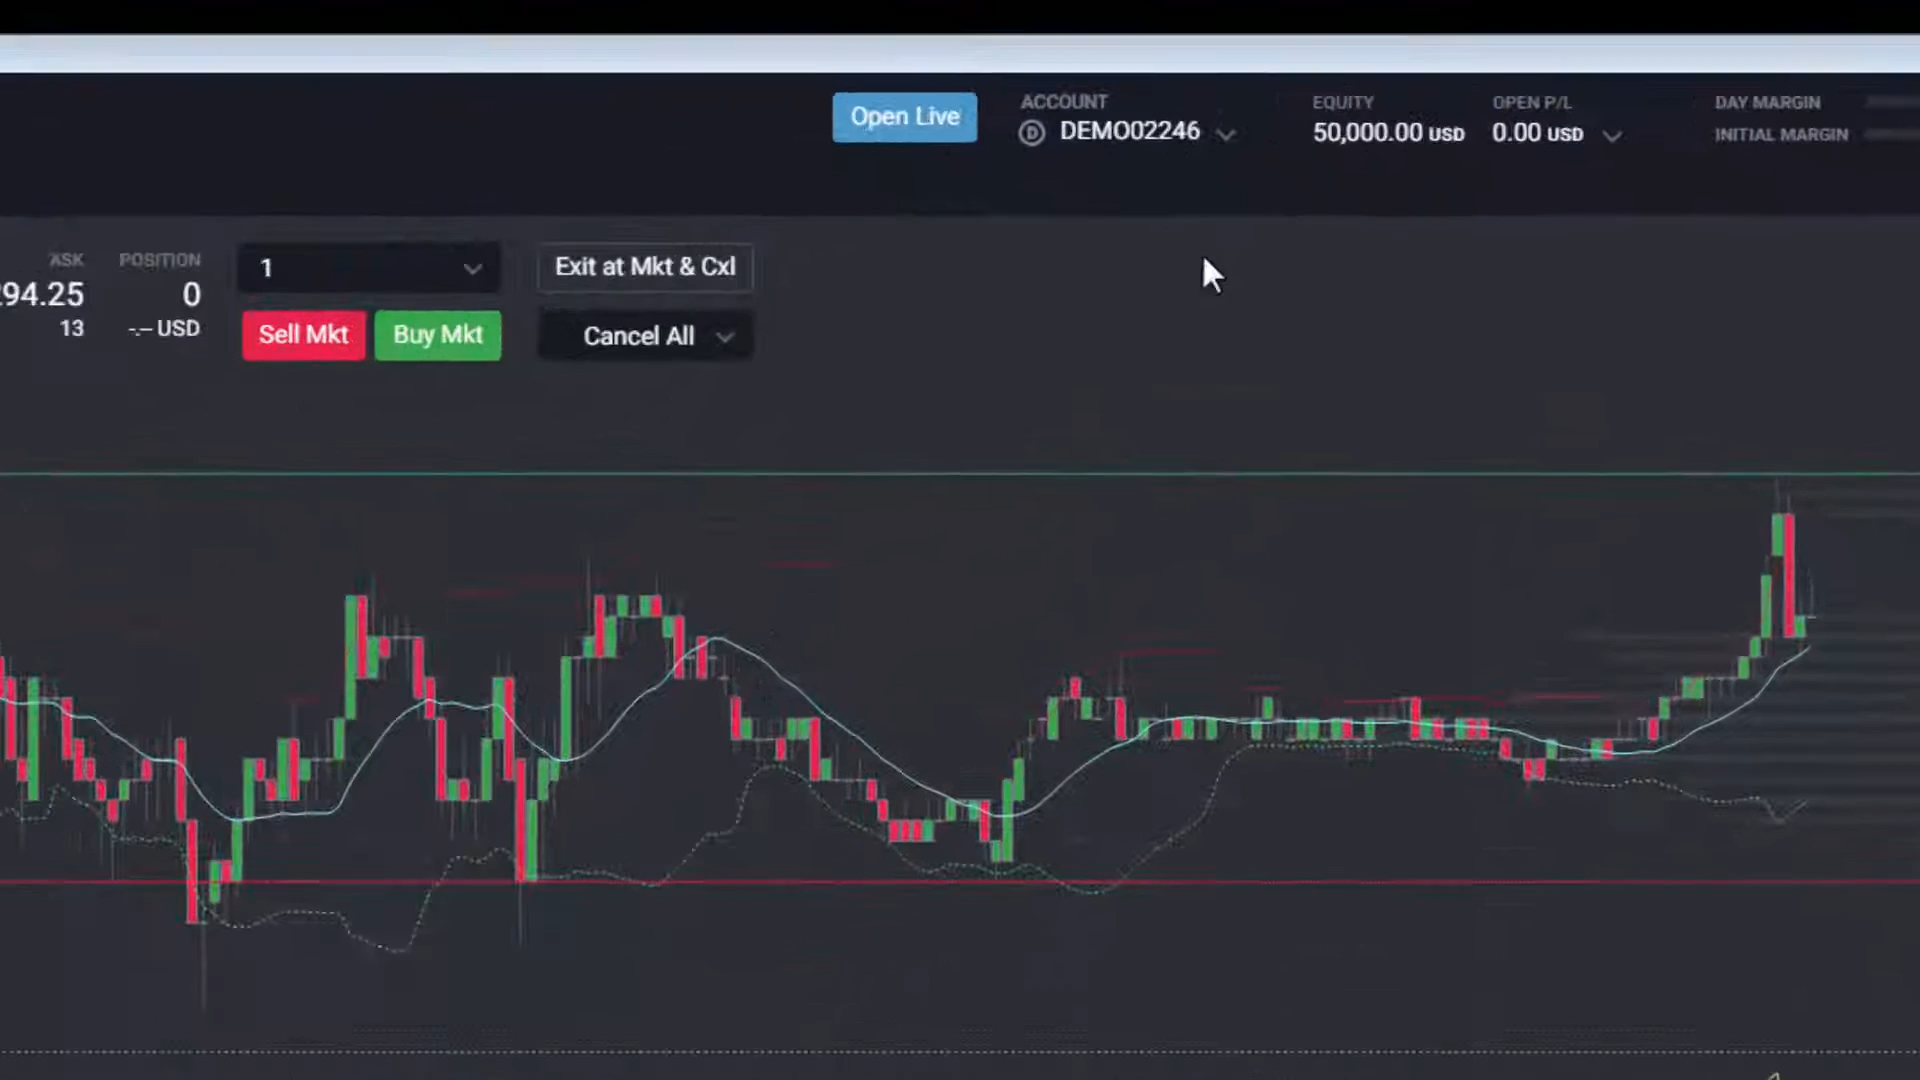 Open Live
ACCOUNT
DEMO02246
EQUITY
50,000.00 USD
OPEN P/L
0.00 USD
DAY MARGIN
INITIAL MARGIN
ASK
94.25
13
POSITION
0
-.-- USD
1
Sell Mkt
Buy Mkt
Exit at Mkt & Cxl
Cancel All